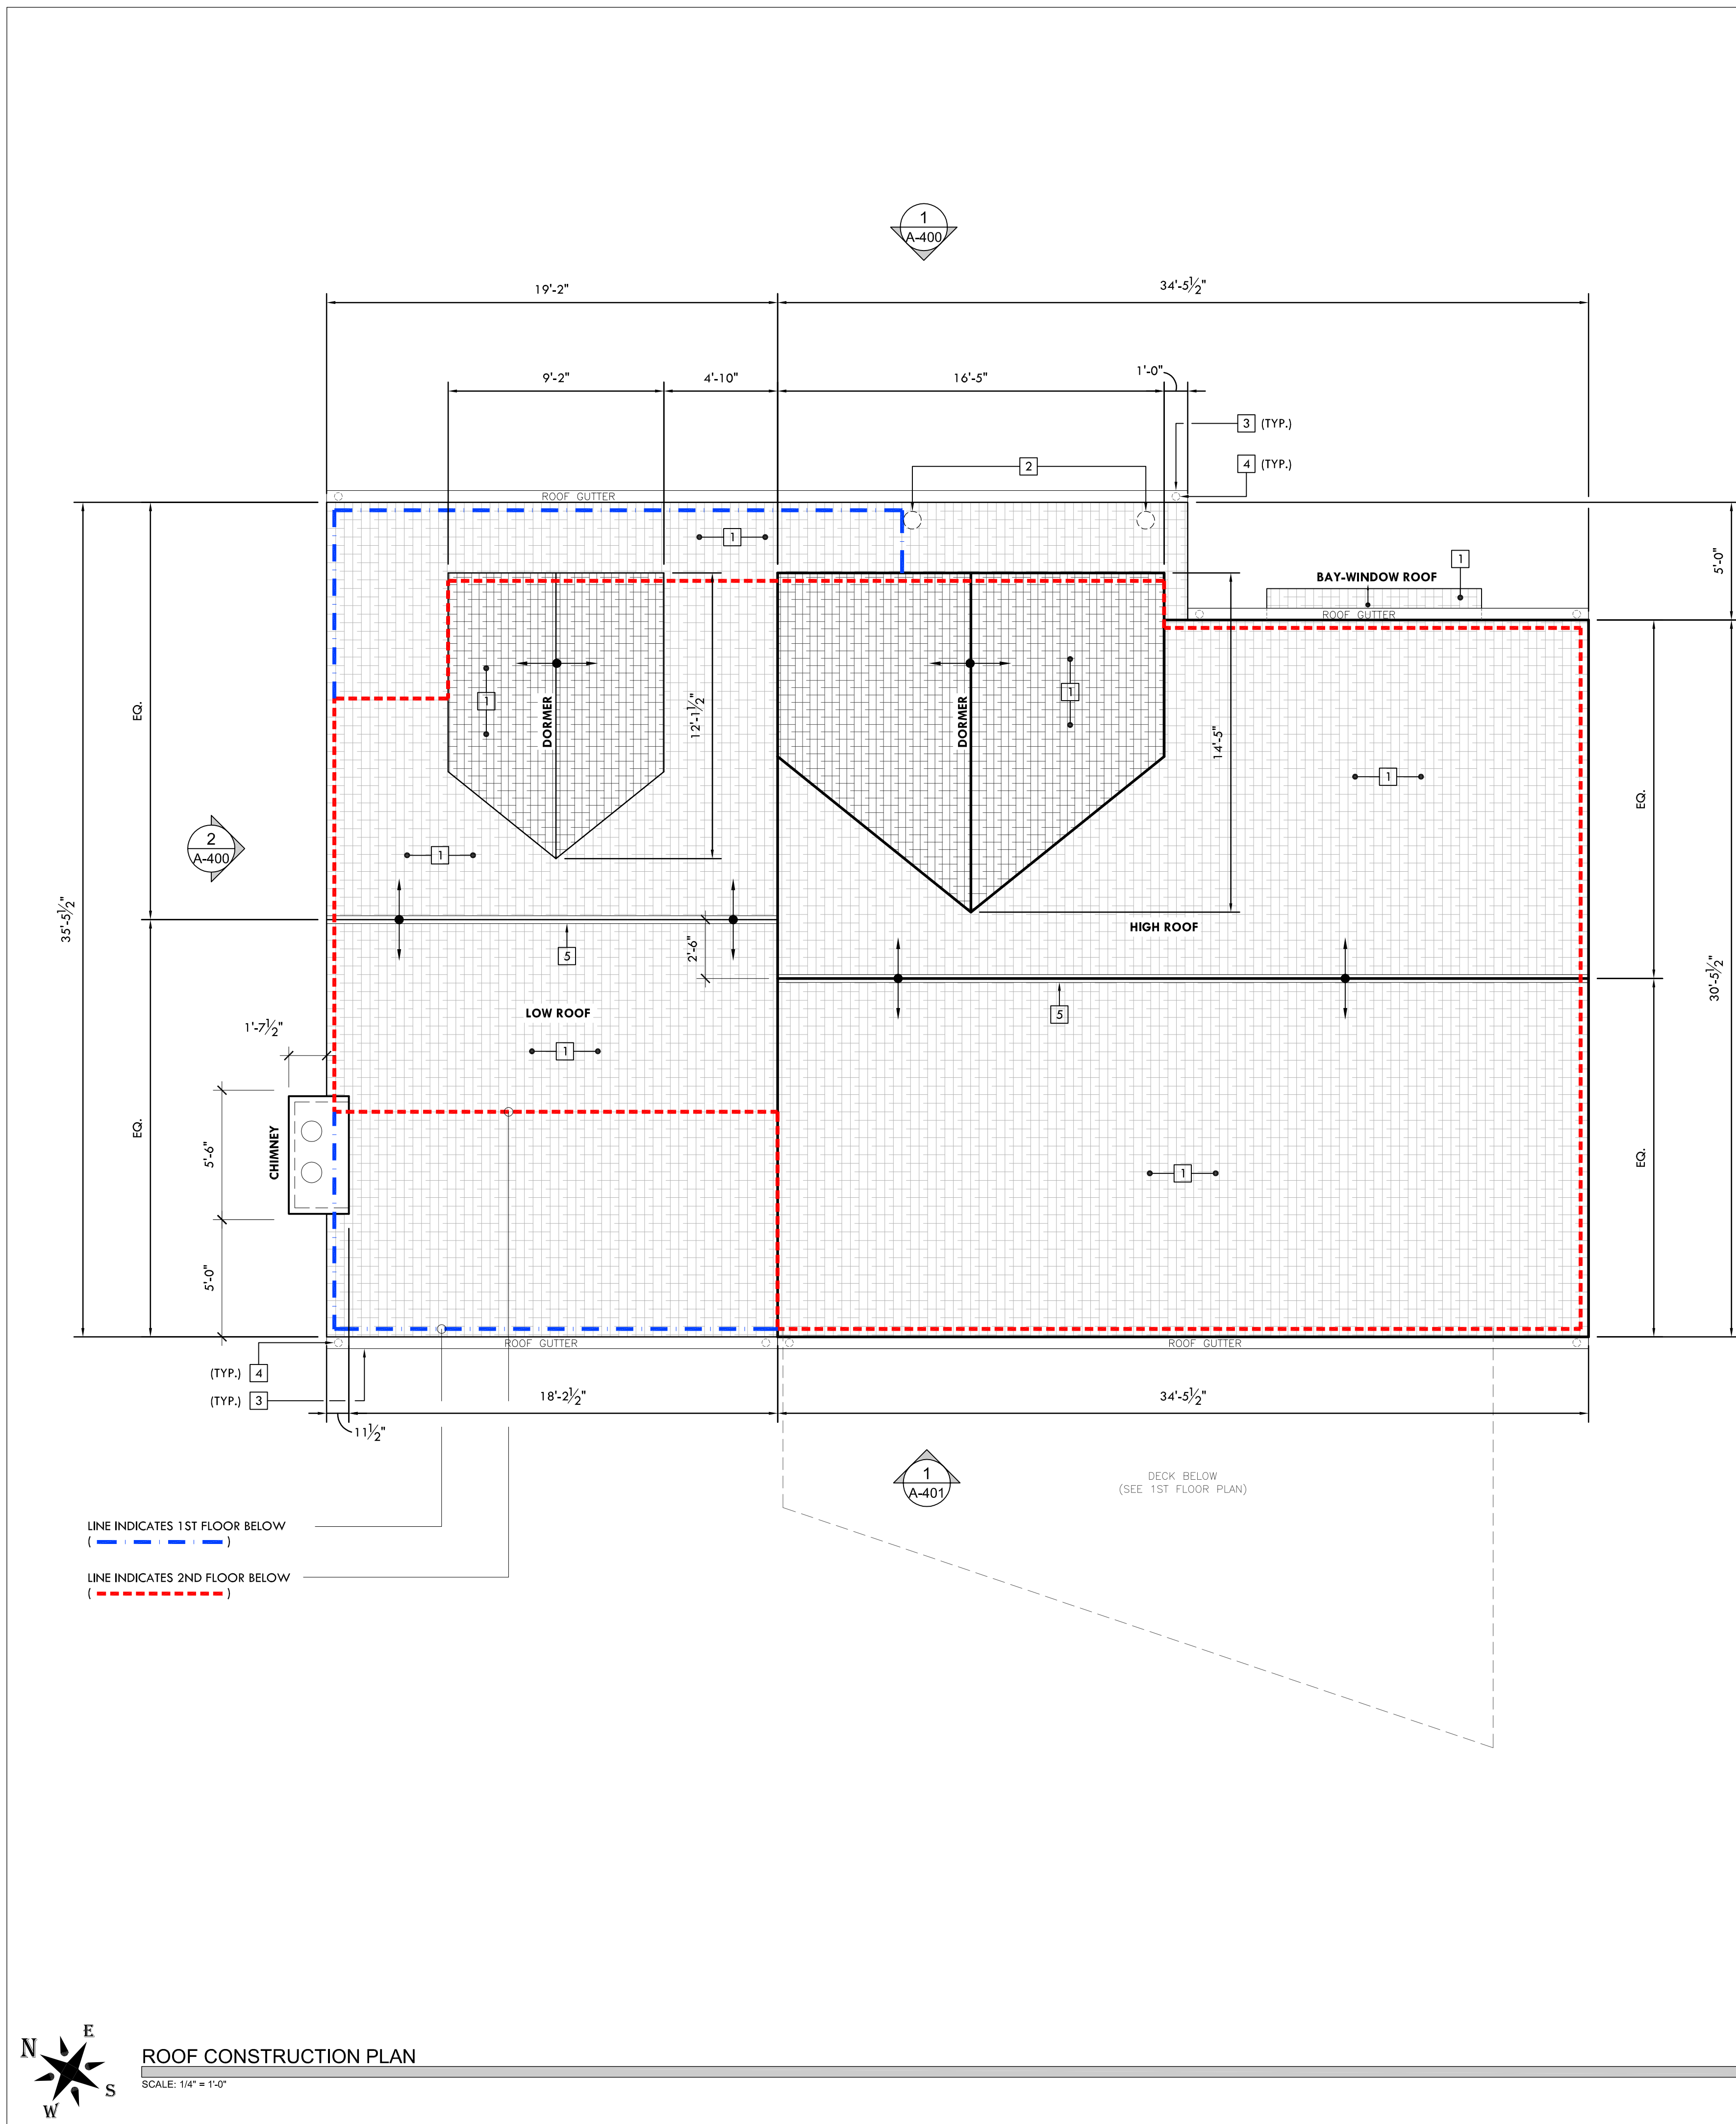 1
A-400
19'-2"
34'-5½"
9'-2"
4'-10"
16'-5"
1'-0"
3 (TYP.)
4 (TYP.)
2
ROOF GUTTER
1
1
BAY-WINDOW ROOF
ROOF GUTTER
5'-0"
EQ.
1
DORMER
12'-1½"
DORMER
1
14'-5"
1
EQ.
2
A-400
1
35'-5½"
HIGH ROOF
5
2'-6"
30'-5½"
LOW ROOF
5
1'-7½"
1
EQ.
5'-6"
CHIMNEY
1
EQ.
5'-0"
ROOF GUTTER
ROOF GUTTER
(TYP.) 4
(TYP.) 3
18'-2½"
34'-5½"
11½"
1
A-401
DECK BELOW
(SEE 1ST FLOOR PLAN)
LINE INDICATES 1ST FLOOR BELOW
( )
LINE INDICATES 2ND FLOOR BELOW
( )
N
E
S
W
ROOF CONSTRUCTION PLAN
SCALE: 1/4" = 1'-0"